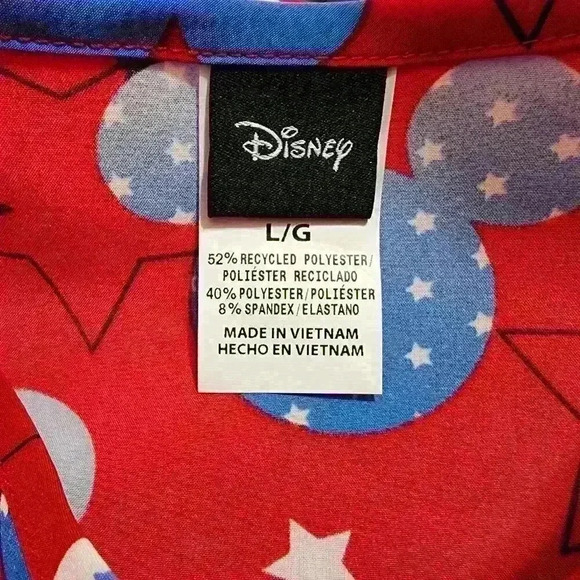 Disney
L/G
52% RECYCLED POLYESTER/
POLIÉSTER RECICLADO
40% POLYESTER/POLIÉSTER
8% SPANDEX/ELASTANO
MADE IN VIETNAM
HECHO EN VIETNAM